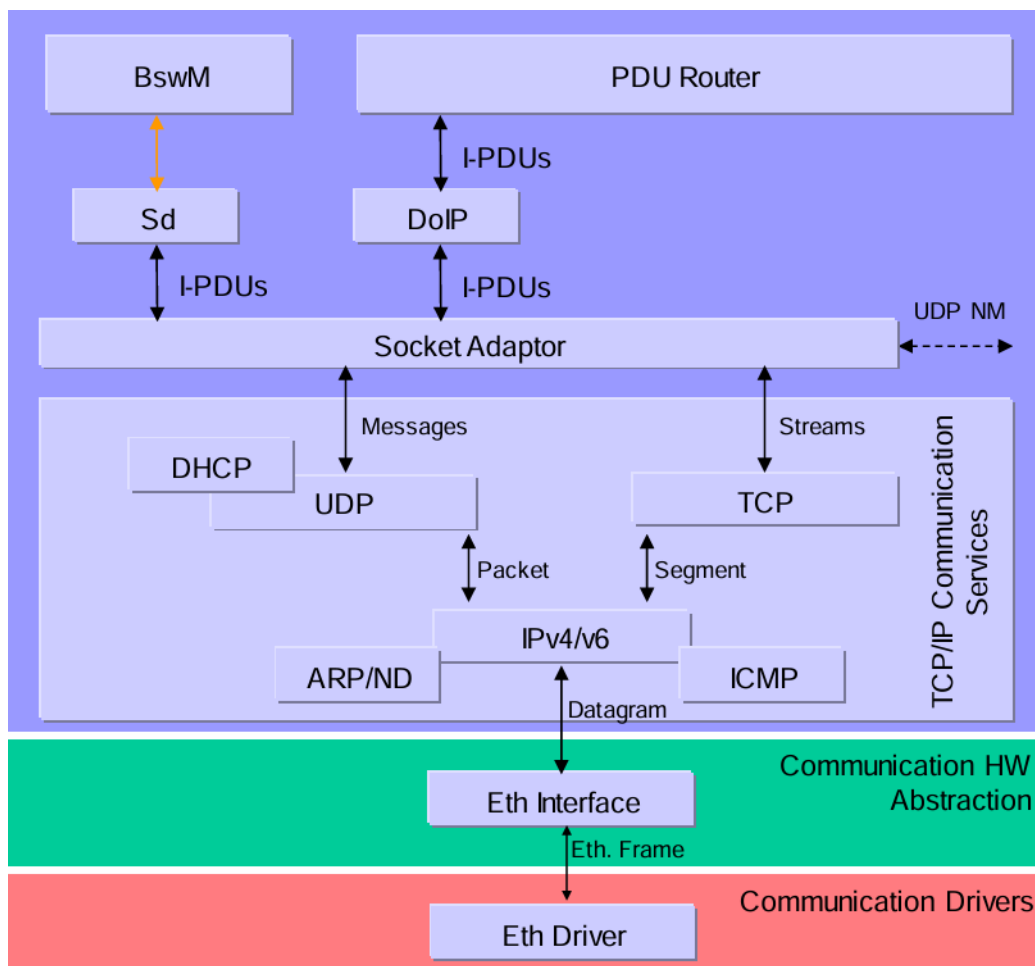 BswM
PDU Router
I-PDUs
Sd
DoIP
I-PDUs
I-PDUs
UDP NM
Socket Adaptor
Messages
Streams
DHCP
UDP
TCP
Packet
Segment
IPv4/v6
ARP/ND
ICMP
Datagram
TCP/IP Communication
Services
Communication HW
Abstraction
Eth Interface
Eth. Frame
Communication Drivers
Eth Driver